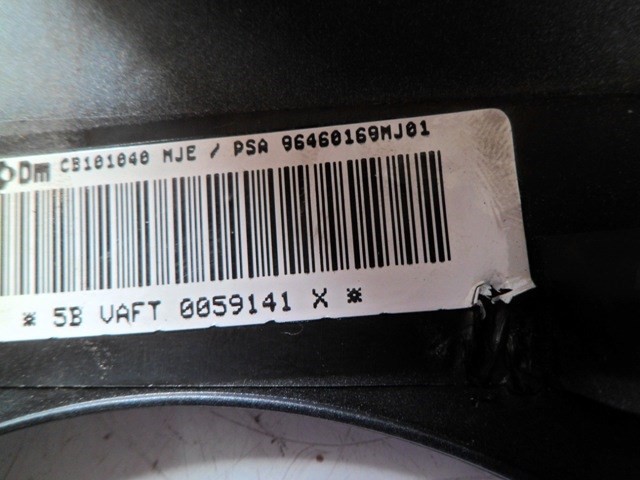 Dm CB101040 MJE / PSA 96460169MJ01
* 5B VAFT 0059141 X *